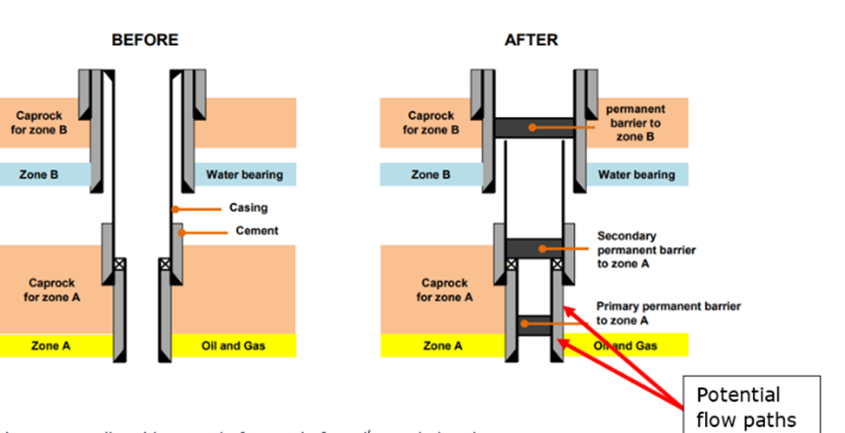 BEFORE
AFTER
Caprock
for zone B
Zone B
Water bearing
Casing
Cement
Caprock
for zone A
Zone A
Oil and Gas
Caprock
for zone B
permanent
barrier to
zone B
Zone B
Water bearing
Secondary
permanent barrier
to zone A
Caprock
for zone A
Primary permanent barrier
to zone A
Zone A
Oil and Gas
Potential
flow paths